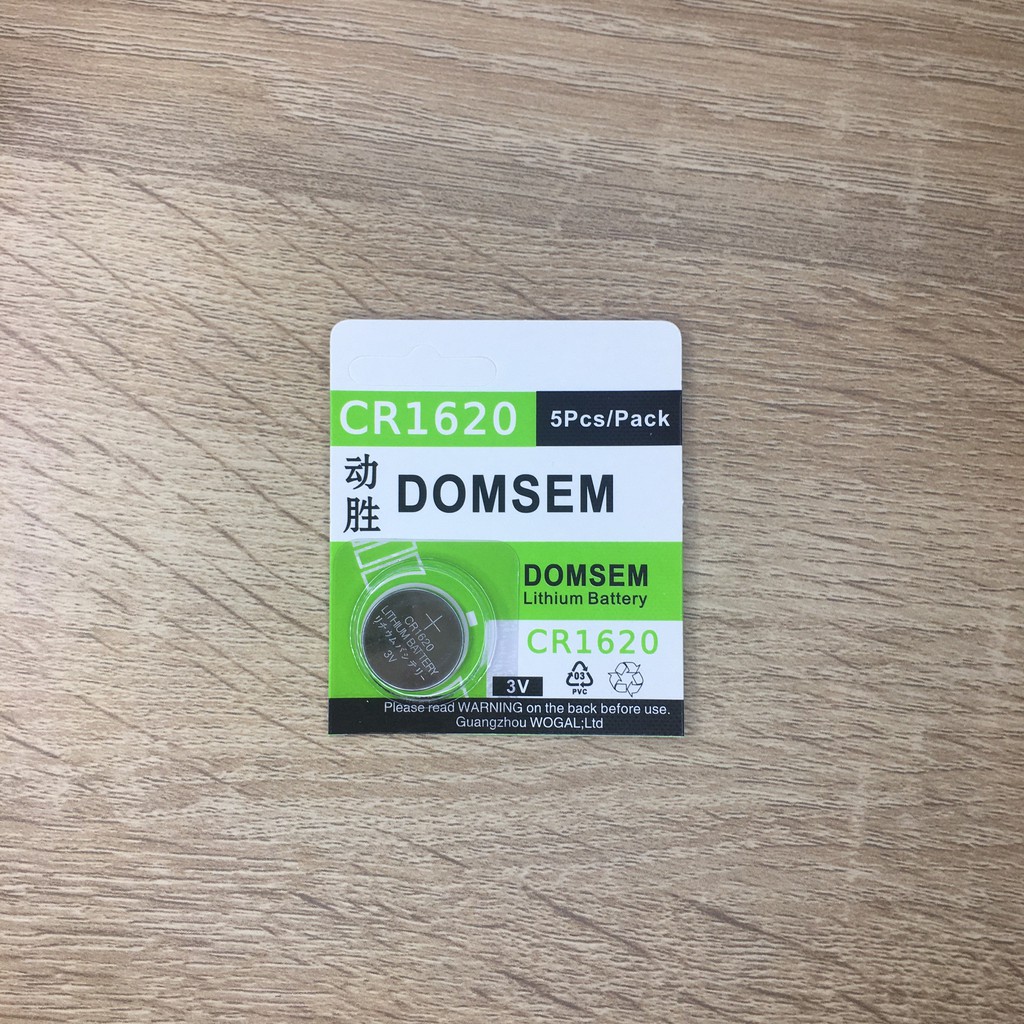 CR1620
5Pcs/Pack
动胜
DOMSEM
DOMSEM
Lithium Battery
CR1620
+
CR1620
LITHIUM BATTERY
リチウムバッテリー
3V
3V
03
PVC
Please read WARNING on the back before use.
Guangzhou WOGAL;Ltd